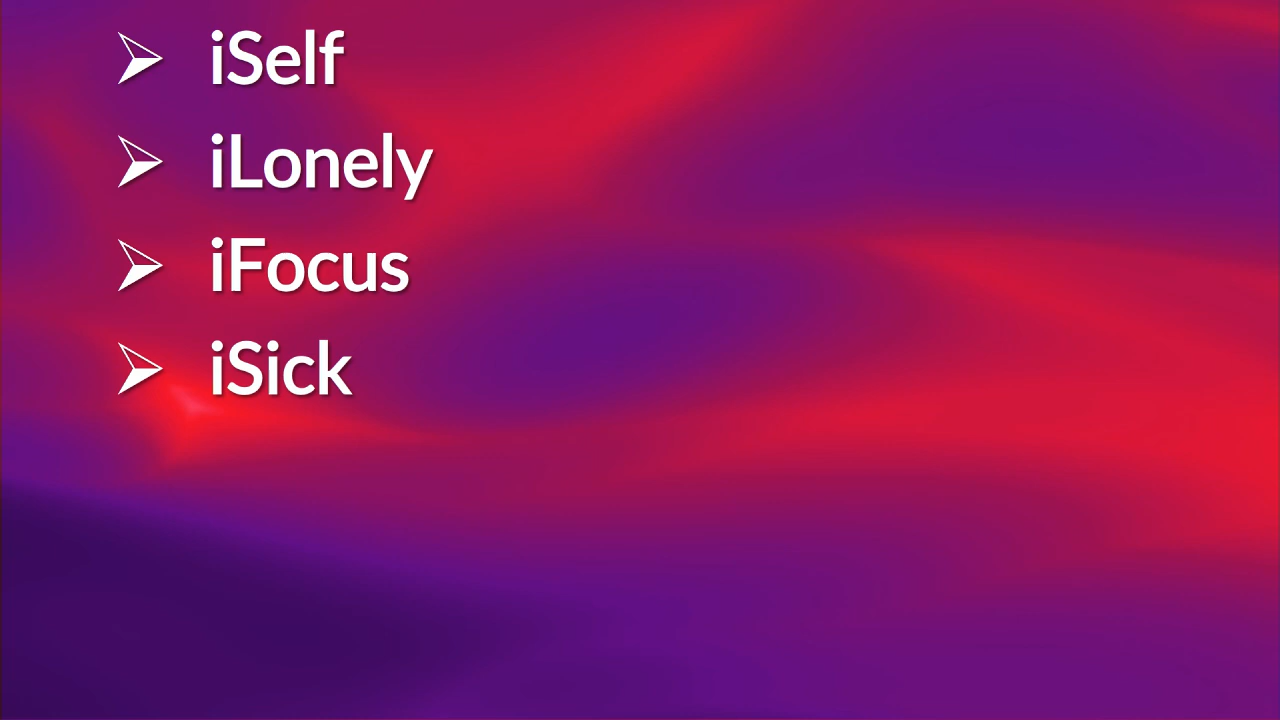 ➢ iSelf
➢ iLonely
➢ iFocus
➢ iSick